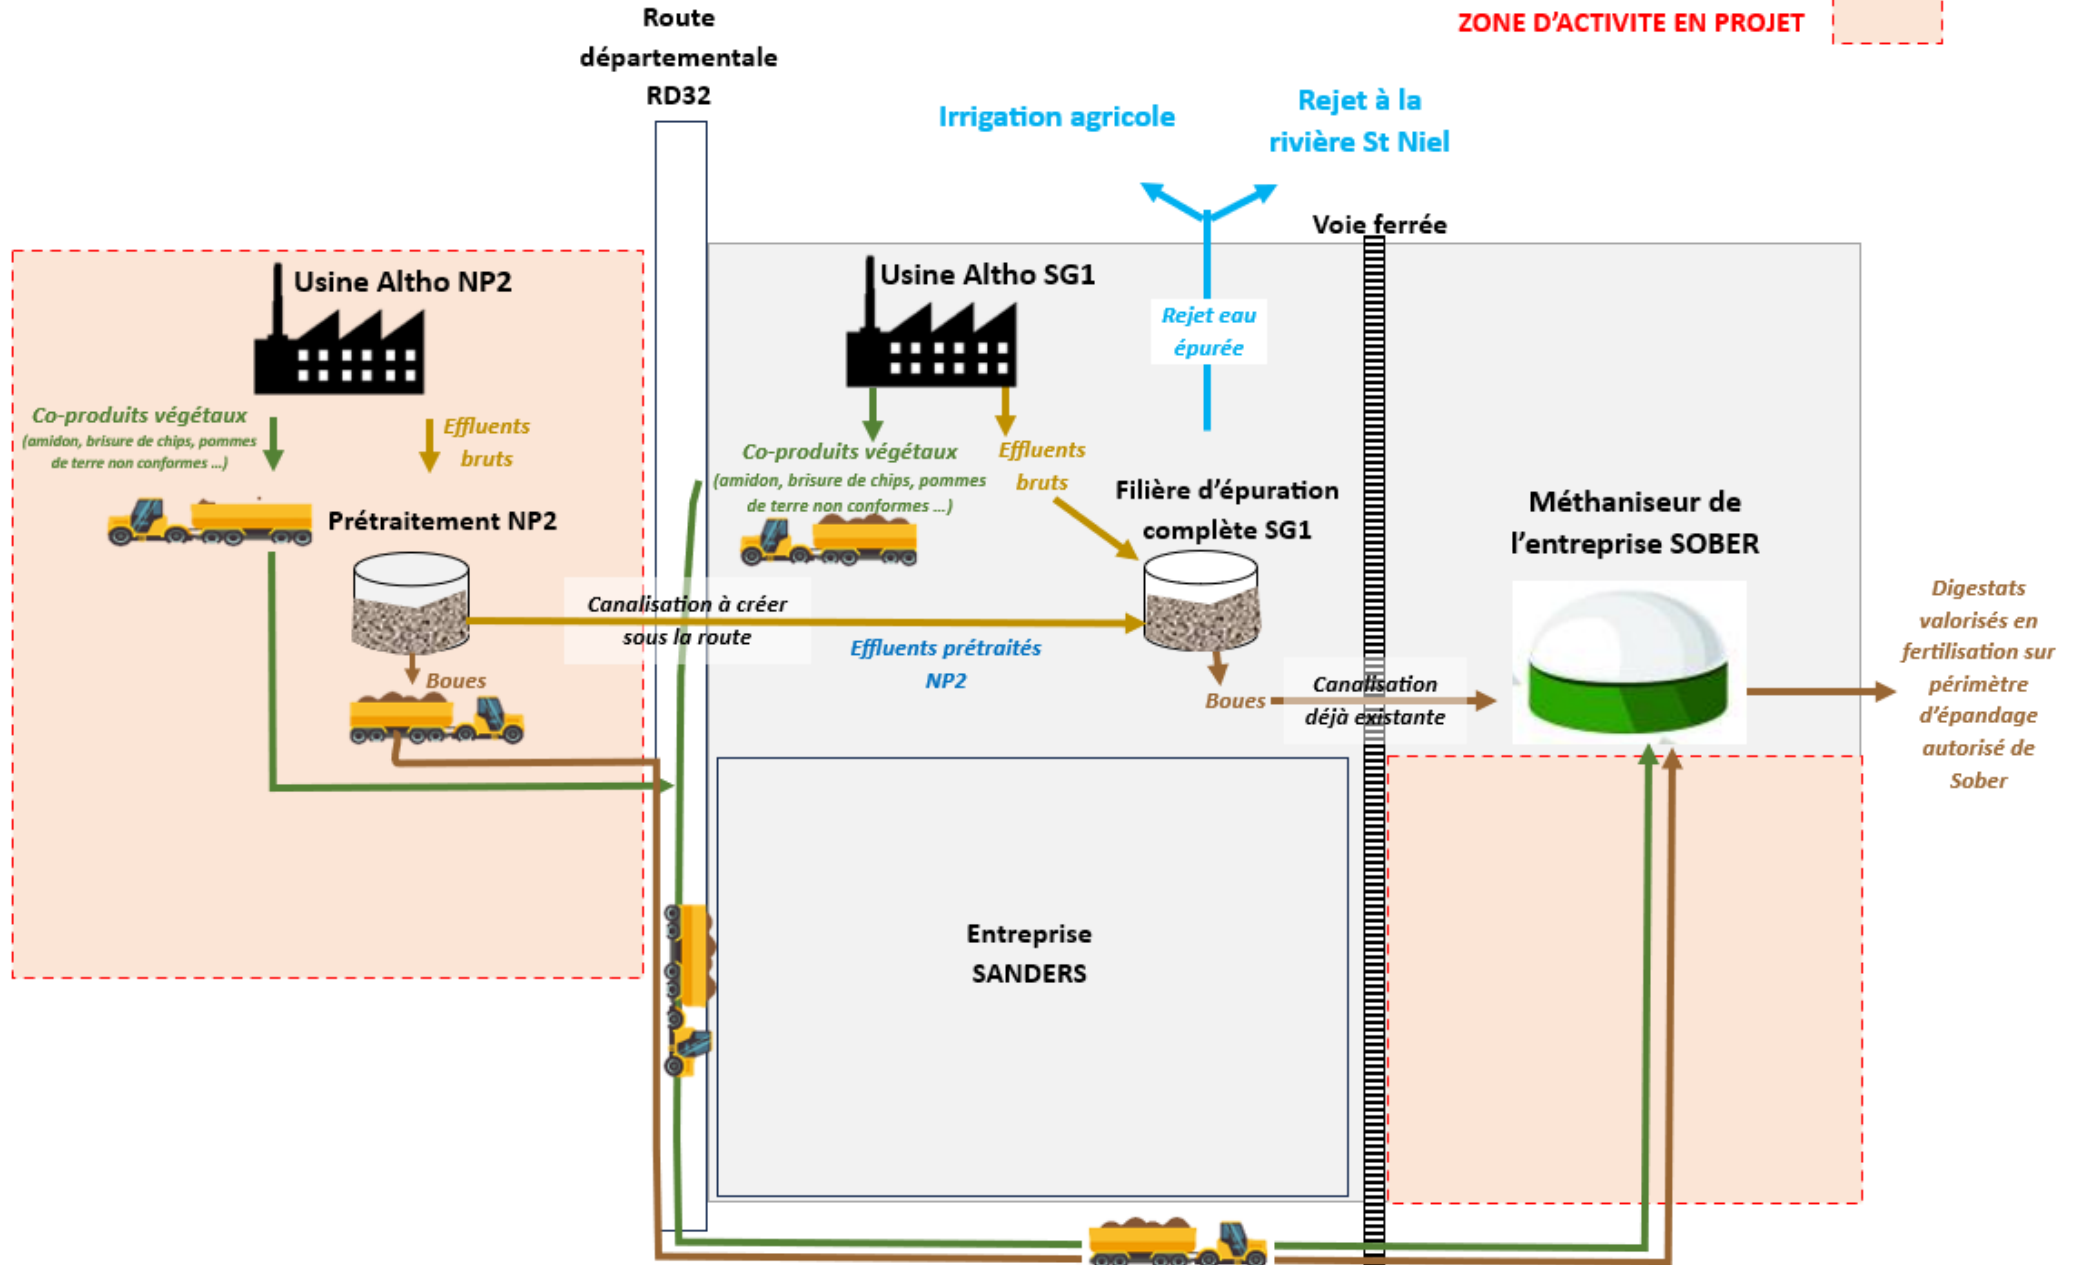 Route
départementale
RD32
ZONE D'ACTIVITE EN PROJET
Irrigation agricole
Rejet à la
rivière St Niel
Voie ferrée
Usine Altho NP2
Co-produits végétaux
(amidon, brisure de chips, pommes
de terre non conformes ...)
Effluents
bruts
Prétraitement NP2
Boues
Canalisation à créer
sous la route
Effluents prétraités
NP2
Usine Altho SG1
Co-produits végétaux
(amidon, brisure de chips, pommes
de terre non conformes ...)
Effluents
bruts
Rejet eau
épurée
Filière d'épuration
complète SG1
Boues
Canalisation
déjà existante
Méthaniseur de
l'entreprise SOBER
Digestats
valorisés en
fertilisation sur
périmètre
d'épandage
autorisé de
Sober
Entreprise
SANDERS